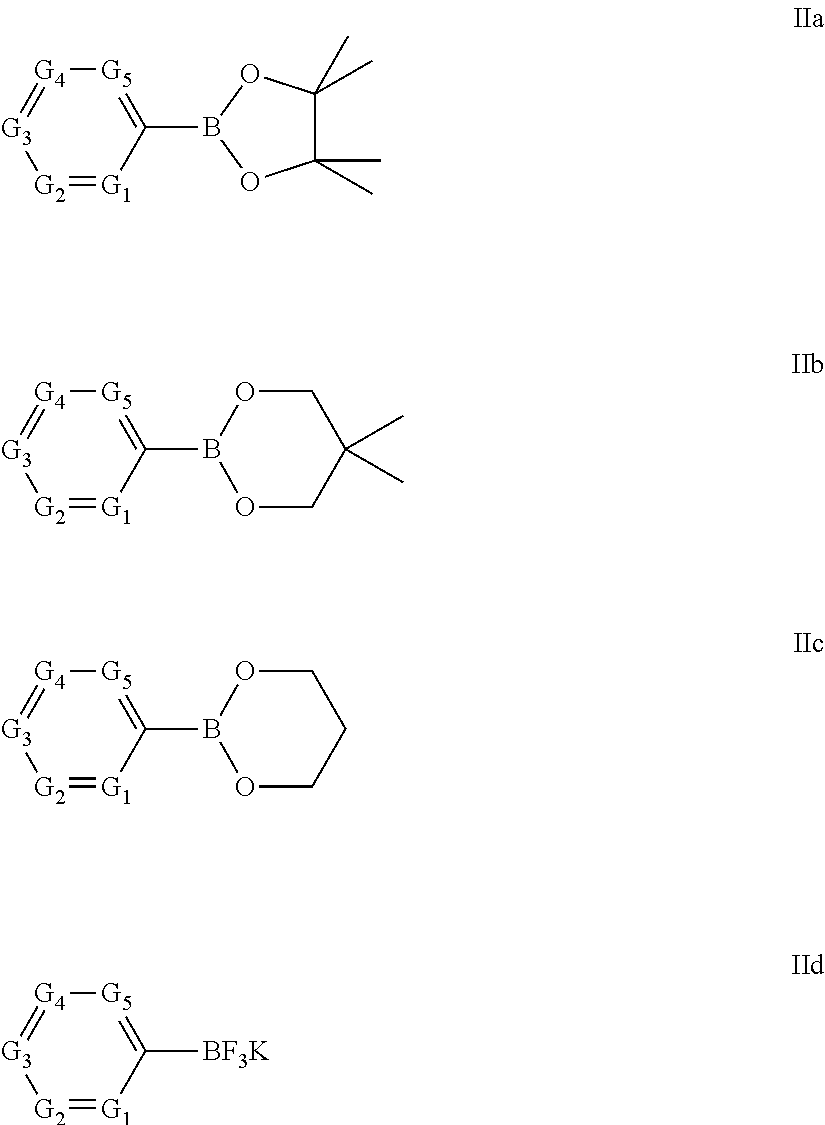 IIa
G₄ G₅ O
G₃ B
G₂ G₁ O
IIb
G₄ G₅ O
G₃ B
G₂ G₁ O
IIc
G₄ G₅ O
G₃ B
G₂ G₁ O
IId
G₄ G₅
G₃ BF₃K
G₂ G₁